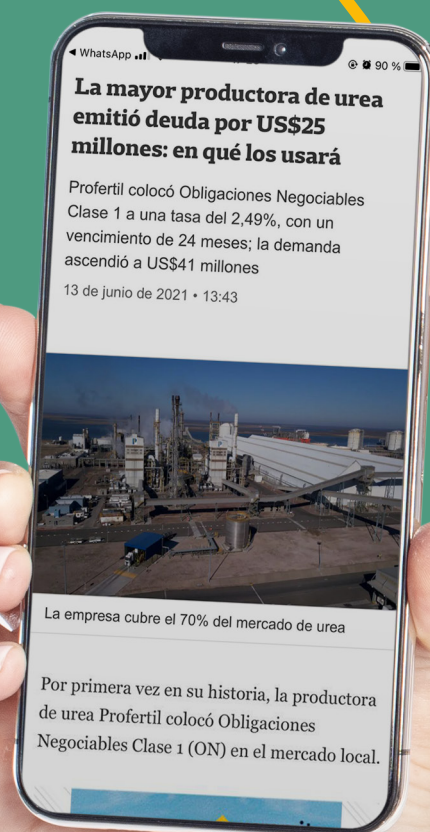 WhatsApp
90 %
La mayor productora de urea
emitió deuda por US$25
millones: en qué los usará
Profertil colocó Obligaciones Negociables
Clase 1 a una tasa del 2,49%, con un
vencimiento de 24 meses; la demanda
ascendió a US$41 millones
13 de junio de 2021 • 13:43
La empresa cubre el 70% del mercado de urea
Por primera vez en su historia, la productora
de urea Profertil colocó Obligaciones
Negociables Clase 1 (ON) en el mercado local.